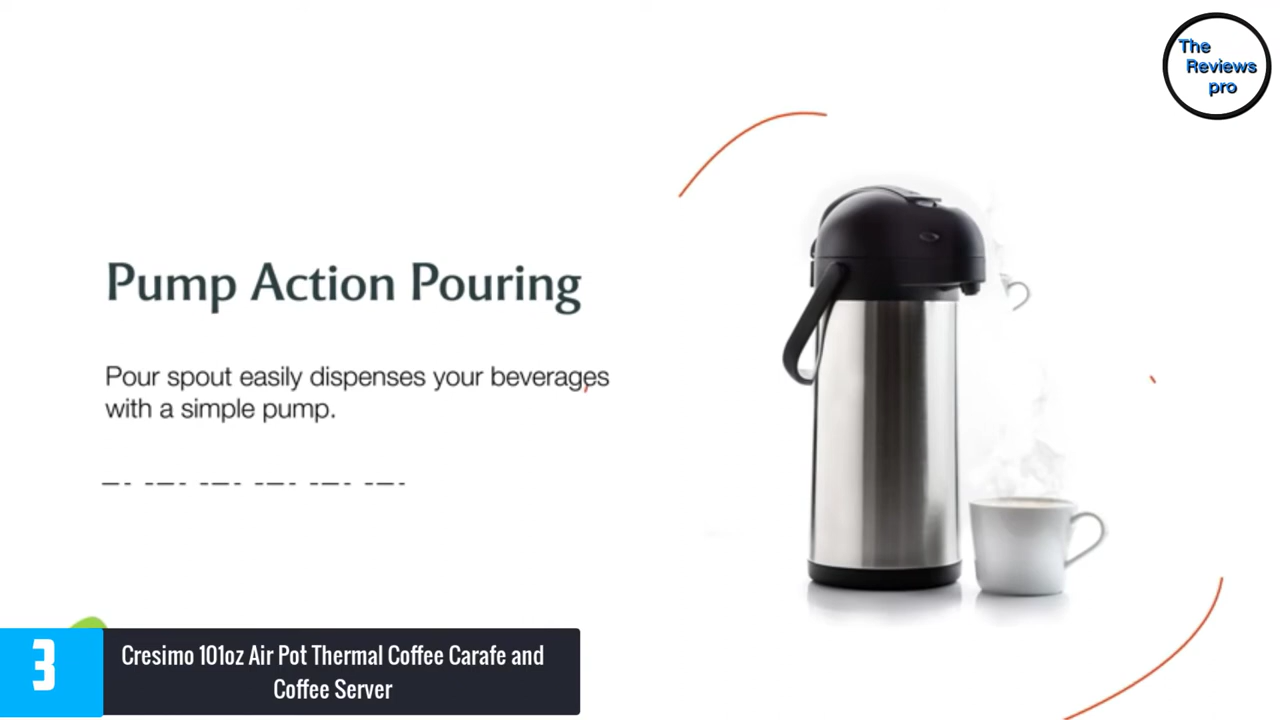 The
Reviews
pro
Pump Action Pouring
Pour spout easily dispenses your beverages
with a simple pump.
3
Cresimo 101oz Air Pot Thermal Coffee Carafe and
Coffee Server